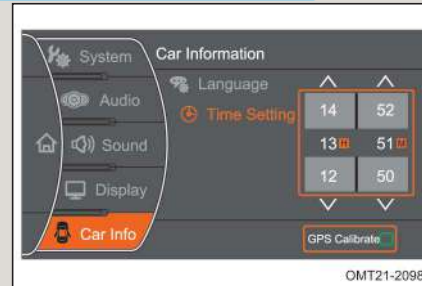 System
Audio
Sound
Display
Car Info
Car Information
Language
Time Setting
14 52
13 H 51 M
12 50
GPS Calibrate
OMT21-2098